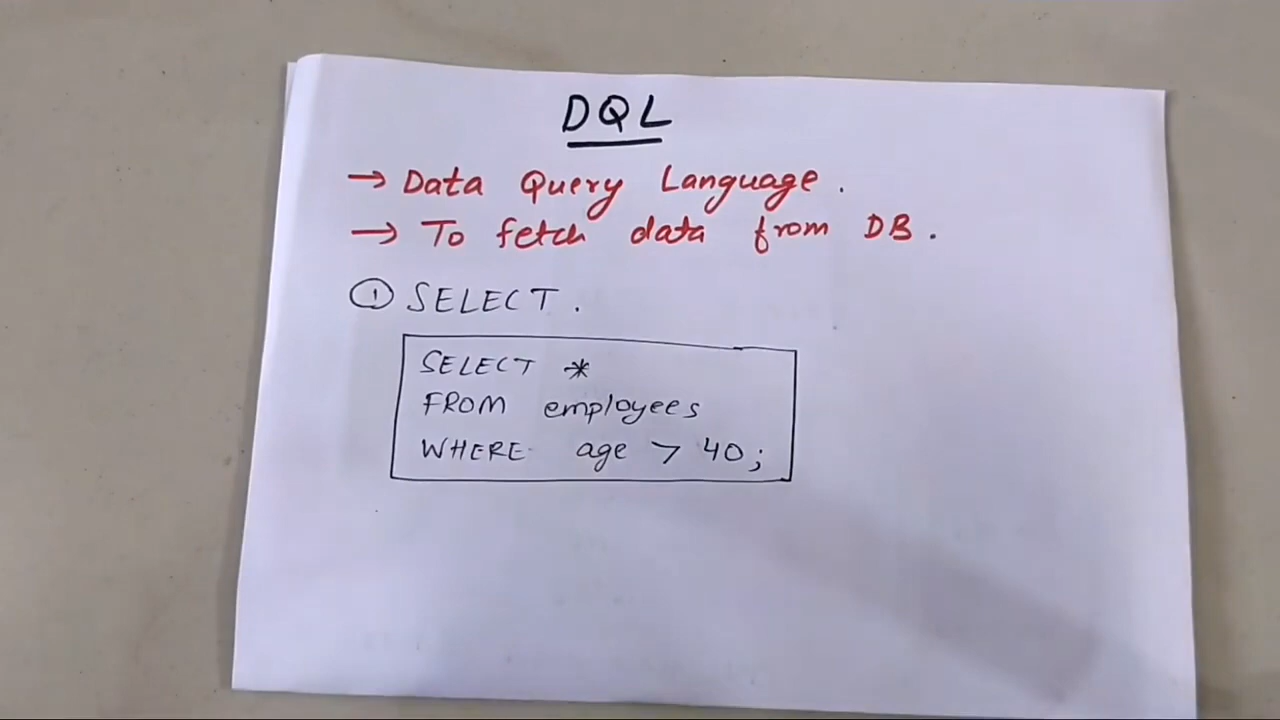 DQL
→ Data Query Language.
→ To fetch data from DB.
① SELECT.
SELECT *
FROM employees
WHERE age > 40;